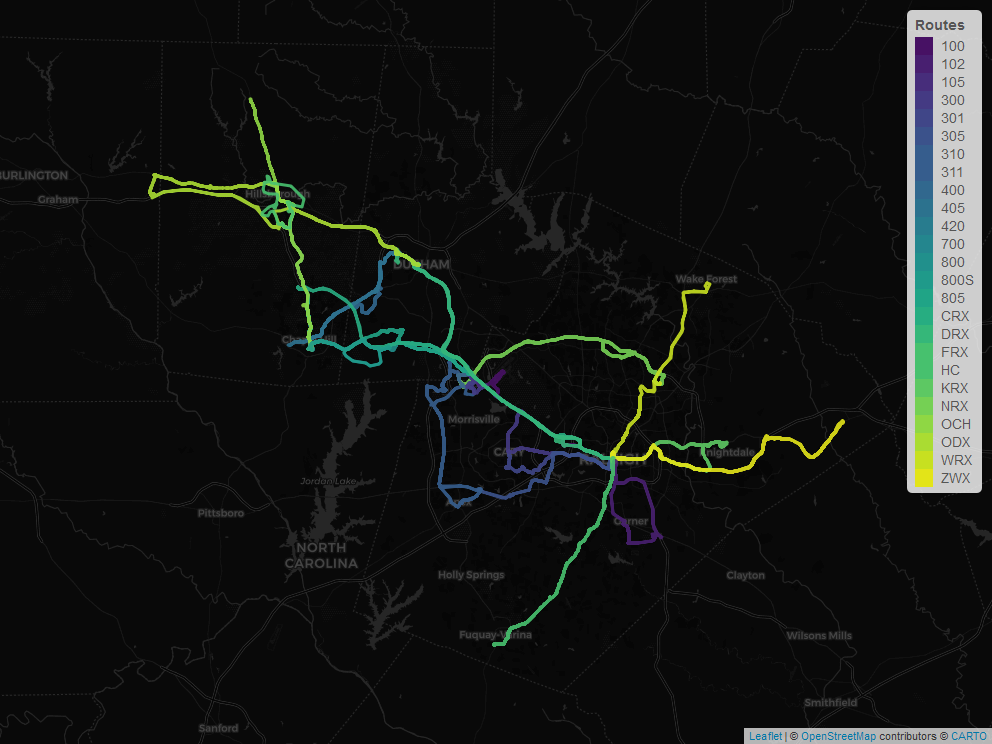 Routes
100
102
105
300
301
305
310
311
400
405
420
700
800
800S
805
CRX
DRX
FRX
HC
KRX
NRX
OCH
ODX
WRX
ZWX
BURLINGTON
Graham
Hillsborough
DURHAM
Wake Forest
Chapel Hill
Morrisville
CARY
RALEIGH
Knightdale
Jordan Lake
Apex
Pittsboro
Garner
NORTH
CAROLINA
Holly Springs
Clayton
Fuquay-Varina
Wilsons Mills
Smithfield
Sanford
Leaflet | © OpenStreetMap contributors © CARTO